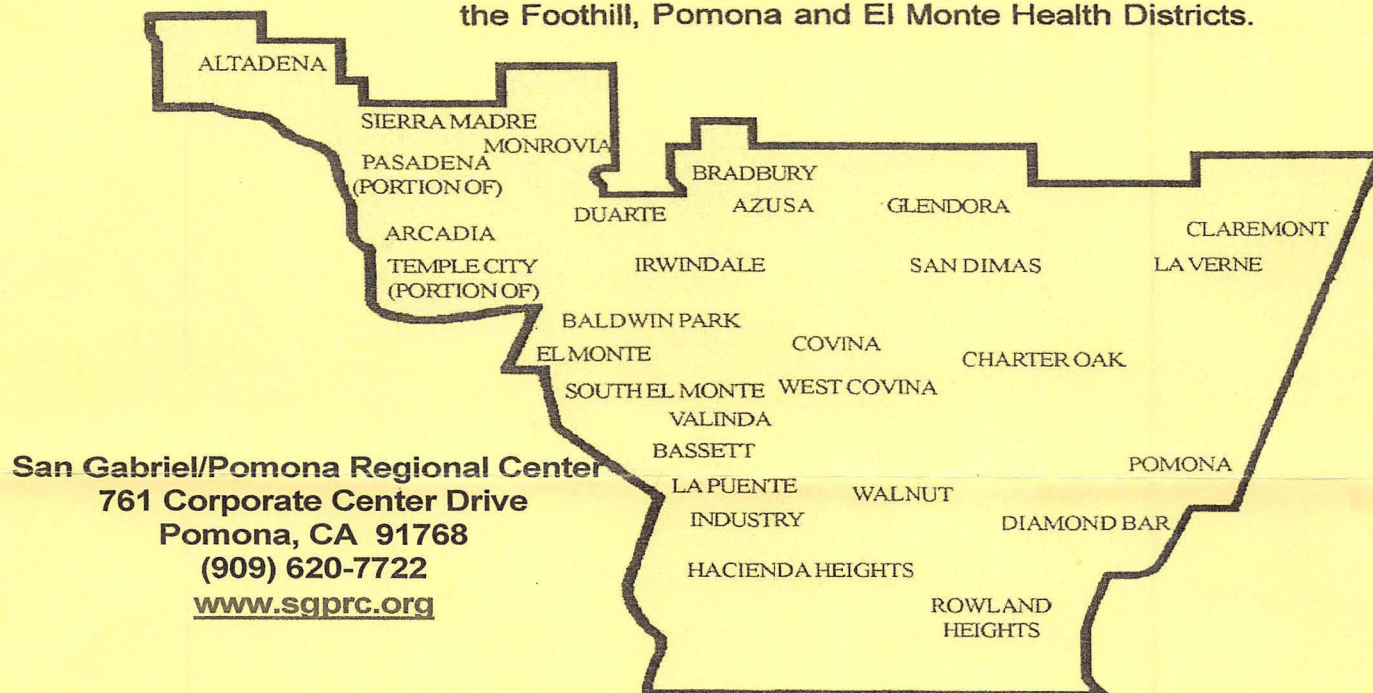 the Foothill, Pomona and El Monte Health Districts.
ALTADENA
SIERRA MADRE
MONROVIA
PASADENA
(PORTION OF)
BRADBURY
DUARTE
AZUSA
GLENDORA
ARCADIA
CLAREMONT
TEMPLE CITY
(PORTION OF)
IRWINDALE
SAN DIMAS
LA VERNE
BALDWIN PARK
COVINA
EL MONTE
CHARTER OAK
SOUTH EL MONTE
WEST COVINA
VALINDA
BASSETT
POMONA
LA PUENTE
WALNUT
INDUSTRY
DIAMOND BAR
HACIENDA HEIGHTS
ROWLAND
HEIGHTS
San Gabriel/Pomona Regional Center
761 Corporate Center Drive
Pomona, CA 91768
(909) 620-7722
www.sgprc.org